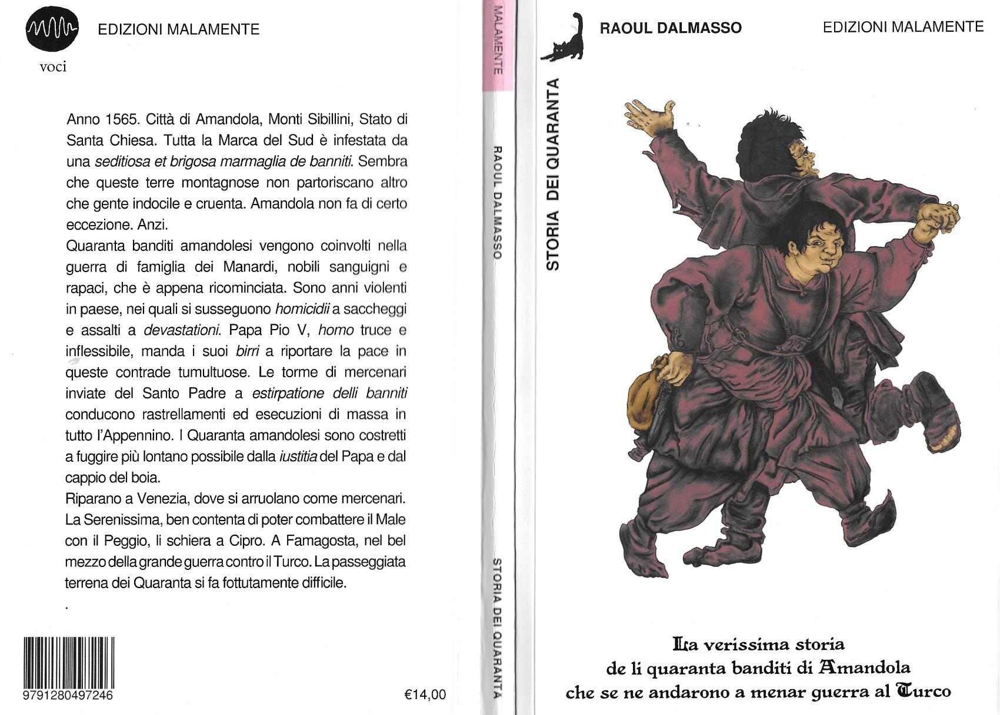 EDIZIONI MALAMENTE
voci
Anno 1565. Città di Amandola, Monti Sibillini, Stato di
Santa Chiesa. Tutta la Marca del Sud è infestata da
una seditiosa et brigosa marmaglia de banniti. Sembra
che queste terre montagnose non partoriscano altro
che gente indocile e cruenta. Amandola non fa di certo
eccezione. Anzi.
Quaranta banditi amandolesi vengono coinvolti nella
guerra di famiglia dei Manardi, nobili sanguigni e
rapaci, che è appena ricominciata. Sono anni violenti
in paese, nei quali si susseguono homicidii a saccheggi
e assalti a devastationi. Papa Pio V, homo truce e
inflessibile, manda i suoi birri a riportare la pace in
queste contrade tumultuose. Le torme di mercenari
inviate del Santo Padre a estirpatione delli banniti
conducono rastrellamenti ed esecuzioni di massa in
tutto l'Appennino. I Quaranta amandolesi sono costretti
a fuggire più lontano possibile dalla iustitia del Papa e dal
cappio del boia.
Riparano a Venezia, dove si arruolano come mercenari.
La Serenissima, ben contenta di poter combattere il Male
con il Peggio, li schiera a Cipro. A Famagosta, nel bel
mezzo della grande guerra contro il Turco. La passeggiata
terrena dei Quaranta si fa fottutamente difficile.
.
9791280497246
€14,00
MALAMENTE
RAOUL DALMASSO
STORIA DEI QUARANTA
RAOUL DALMASSO
EDIZIONI MALAMENTE
STORIA DEI QUARANTA
La verissima storia
de li quaranta banditi di Amandola
che se ne andarono a menar guerra al Turco